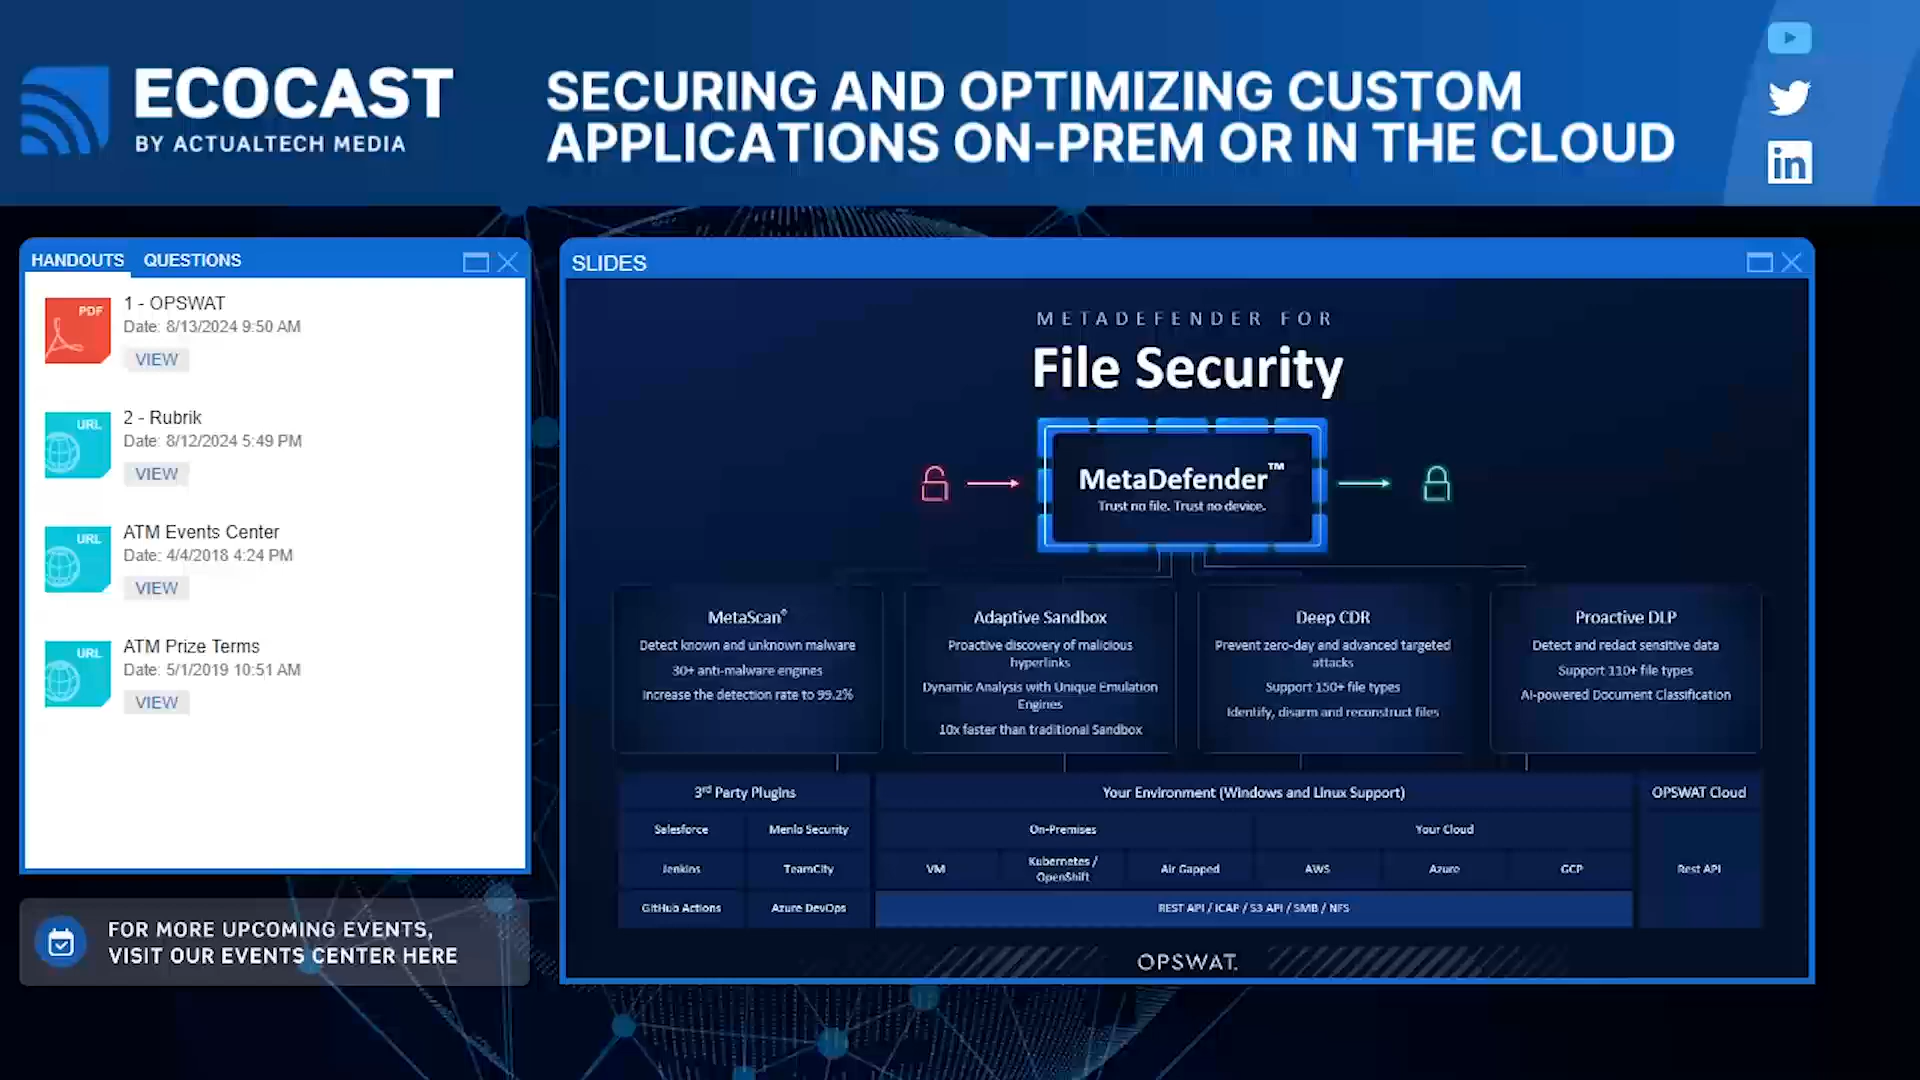 ECOCAST
BY ACTUALTECH MEDIA
SECURING AND OPTIMIZING CUSTOM
APPLICATIONS ON-PREM OR IN THE CLOUD
in
HANDOUTS QUESTIONS
PDF
1 - OPSWAT
Date: 8/13/2024 9:50 AM
VIEW
URL
2 - Rubrik
Date: 8/12/2024 5:49 PM
VIEW
URL
ATM Events Center
Date: 4/4/2018 4:24 PM
VIEW
URL
ATM Prize Terms
Date: 5/1/2019 10:51 AM
VIEW
FOR MORE UPCOMING EVENTS,
VISIT OUR EVENTS CENTER HERE
SLIDES
METADEFENDER FOR
File Security
MetaDefender™
Trust no file. Trust no device.
MetaScan®
Detect known and unknown malware
30+ anti-malware engines
Increase the detection rate to 99.2%
Adaptive Sandbox
Proactive discovery of malicious
hyperlinks
Dynamic Analysis with Unique Emulation
Engines
10x faster than traditional Sandbox
Deep CDR
Prevent zero-day and advanced targeted
attacks
Support 150+ file types
Identify, disarm and reconstruct files
Proactive DLP
Detect and redact sensitive data
Support 110+ file types
AI-powered Document Classification
3rd Party Plugins
Salesforce Menlo Security
Jenkins TeamCity
GitHub Actions Azure DevOps
Your Environment (Windows and Linux Support)
On-Premises Your Cloud
VM Kubernetes / OpenShift Air Gapped AWS Azure GCP
REST API / ICAP / S3 API / SMB / NFS
OPSWAT Cloud
Rest API
OPSWAT.